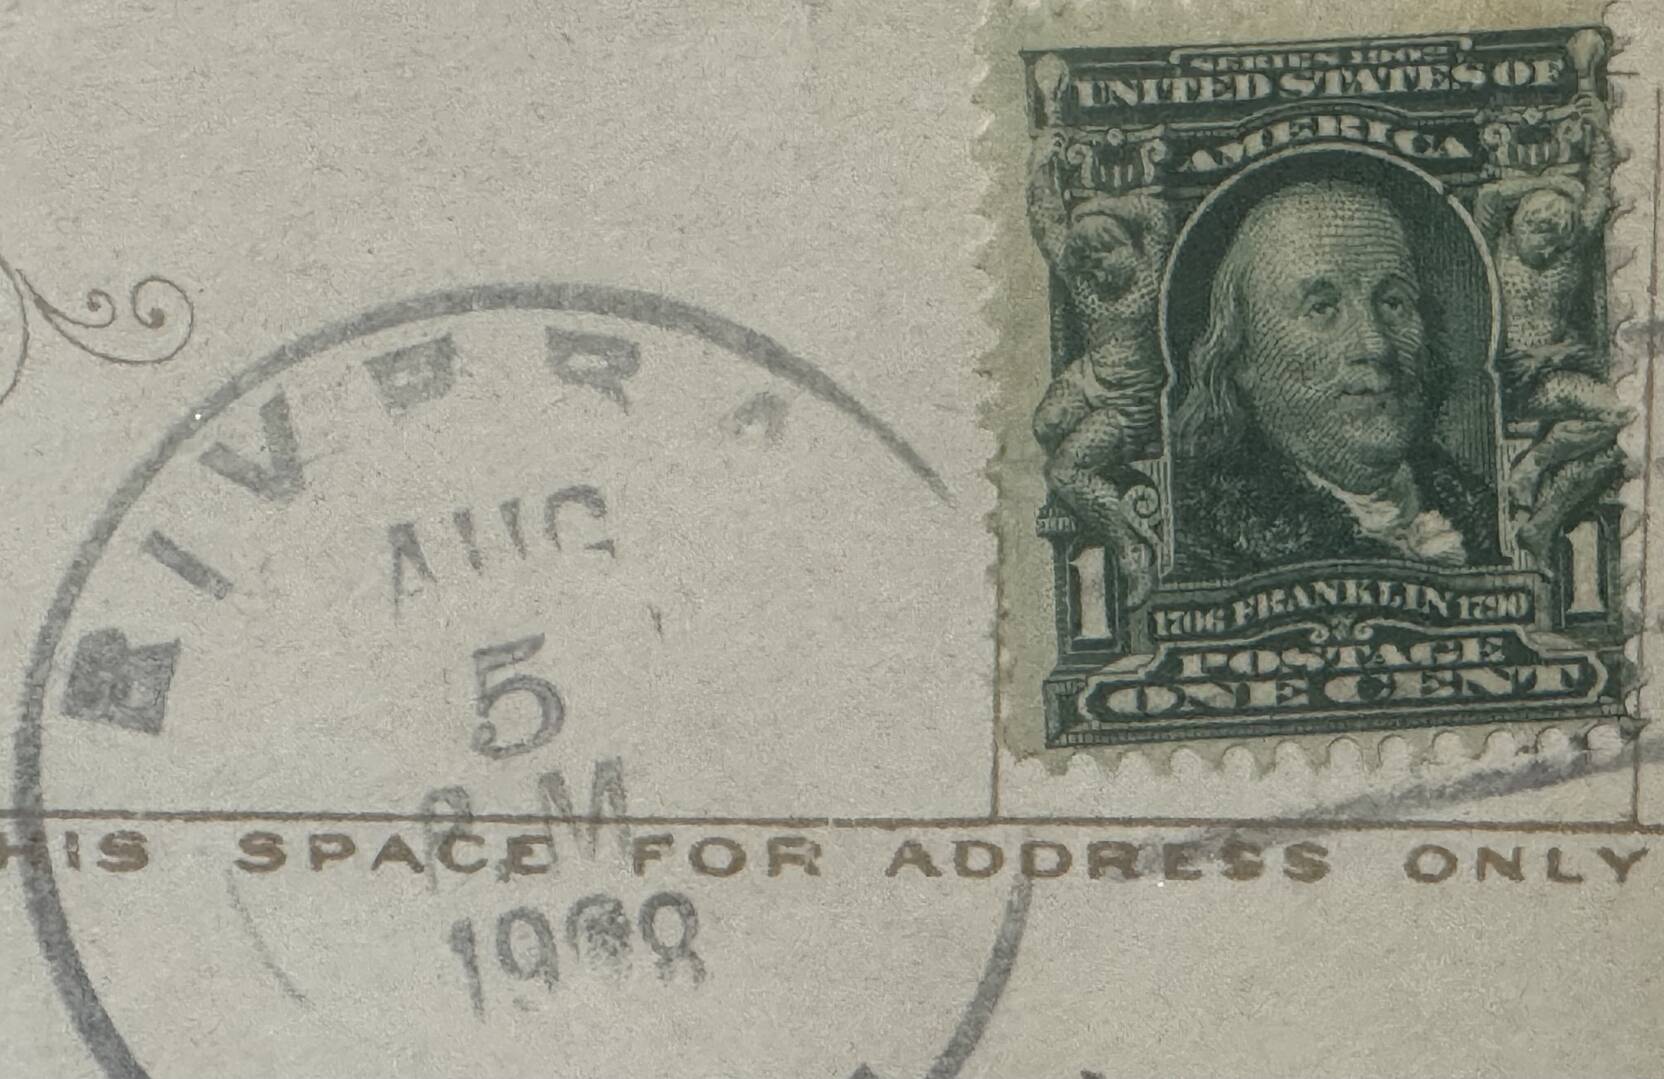 SERIES 1902
UNITED STATES OF
AMERICA
1 1
1706 FRANKLIN 1790
POSTAGE
ONE CENT
AUG
5
HIS SPACE FOR ADDRESS ONLY